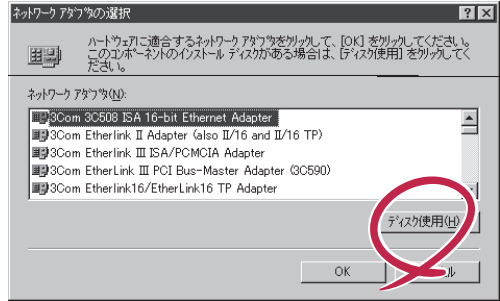 ﾈｯﾄﾜｰｸ ｱﾀﾞﾌﾟﾀの選択
ﾊｰﾄﾞｳｪｱに適合するﾈｯﾄﾜｰｸ ｱﾀﾞﾌﾟﾀをｸﾘｯｸして、[OK] をｸﾘｯｸしてください。
このｺﾝﾎﾟｰﾈﾝﾄのｲﾝｽﾄｰﾙ ﾃﾞｨｽｸがある場合は、[ﾃﾞｨｽｸ使用] をｸﾘｯｸしてく
ださい。
ﾈｯﾄﾜｰｸ ｱﾀﾞﾌﾟﾀ(N):
3Com 3C508 ISA 16-bit Ethernet Adapter
3Com Etherlink II Adapter (also II/16 and II/16 TP)
3Com Etherlink III ISA/PCMCIA Adapter
3Com EtherLink III PCI Bus-Master Adapter (3C590)
3Com Etherlink16/EtherLink16 TP Adapter
ﾃﾞｨｽｸ使用(H)
OK